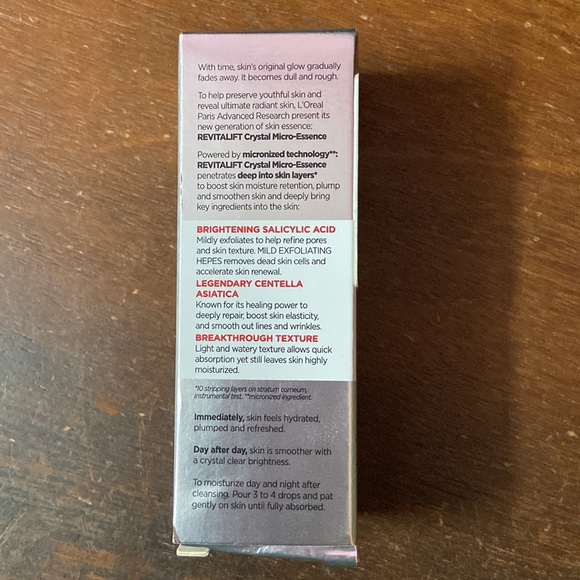 With time, skin's original glow gradually
fades away. It becomes dull and rough.
To help preserve youthful skin and
reveal ultimate radiant skin, L'Oreal
Paris Advanced Research present its
new generation of skin essence:
REVITALIFT Crystal Micro-Essence
Powered by micronized technology**:
REVITALIFT Crystal Micro-Essence
penetrates deep into skin layers*
to boost skin moisture retention, plump
and smoothen skin and deeply bring
key ingredients into the skin:
BRIGHTENING SALICYLIC ACID
Mildly exfoliates to help refine pores
and skin texture. MILD EXFOLIATING
HEPES removes dead skin cells and
accelerate skin renewal.
LEGENDARY CENTELLA
ASIATICA
Known for its healing power to
deeply repair, boost skin elasticity,
and smooth out lines and wrinkles.
BREAKTHROUGH TEXTURE
Light and watery texture allows quick
absorption yet still leaves skin highly
moisturized.
*10 stripping layers on stratum corneum,
instrumental test. **micronized ingredient.
Immediately, skin feels hydrated,
plumped and refreshed.
Day after day, skin is smoother with
a crystal clear brightness.
To moisturize day and night after
cleansing. Pour 3 to 4 drops and pat
gently on skin until fully absorbed.